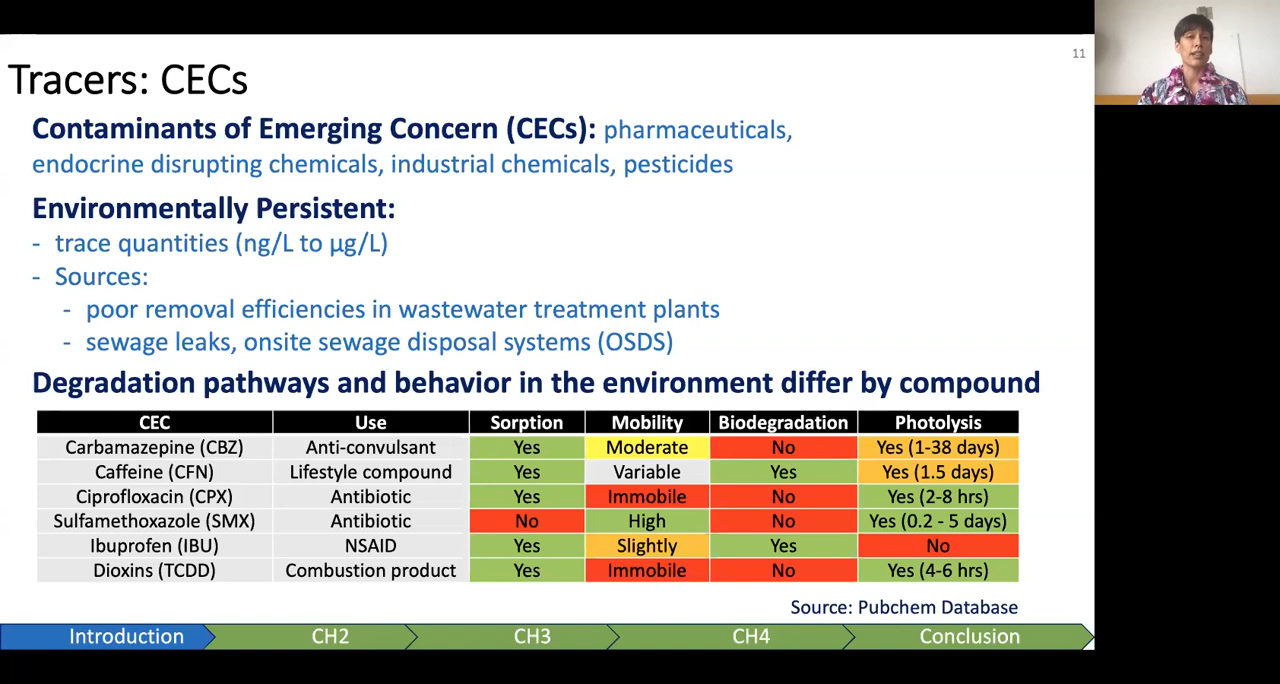 11
Tracers: CECs
Contaminants of Emerging Concern (CECs): pharmaceuticals,
endocrine disrupting chemicals, industrial chemicals, pesticides
Environmentally Persistent:
- trace quantities (ng/L to µg/L)
- Sources:
- poor removal efficiencies in wastewater treatment plants
- sewage leaks, onsite sewage disposal systems (OSDS)
Degradation pathways and behavior in the environment differ by compound
CEC Use Sorption Mobility Biodegradation Photolysis
Carbamazepine (CBZ) Anti-convulsant Yes Moderate No Yes (1-38 days)
Caffeine (CFN) Lifestyle compound Yes Variable Yes Yes (1.5 days)
Ciprofloxacin (CPX) Antibiotic Yes Immobile No Yes (2-8 hrs)
Sulfamethoxazole (SMX) Antibiotic No High No Yes (0.2 - 5 days)
Ibuprofen (IBU) NSAID Yes Slightly Yes No
Dioxins (TCDD) Combustion product Yes Immobile No Yes (4-6 hrs)
Source: Pubchem Database
Introduction CH2 CH3 CH4 Conclusion